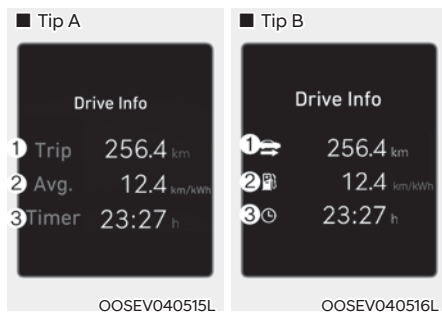 ■ Tip A
Drive Info
1 Trip 256.4 km
2 Avg. 12.4 km/kWh
3 Timer 23:27 h
OOSEV040515L
■ Tip B
Drive Info
1 256.4 km
2 12.4 km/kWh
3 23:27 h
OOSEV040516L